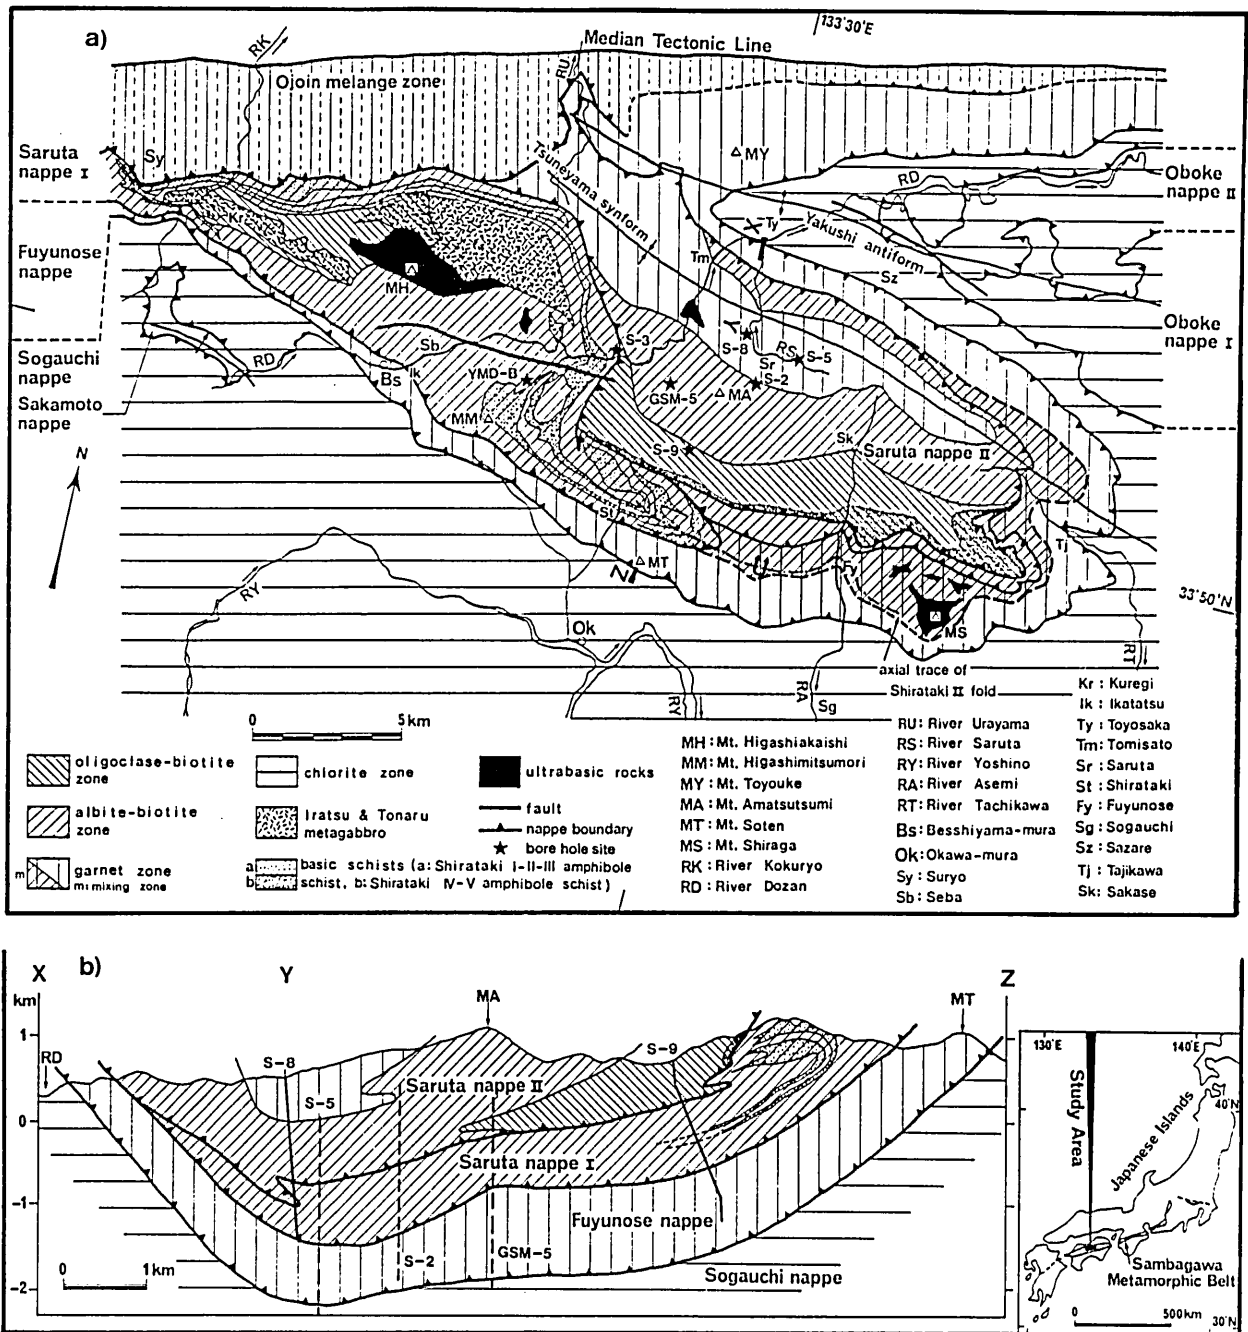 a)
133°30'E
RK
RU
Median Tectonic Line
Ojoin melange zone
Saruta
nappe I
Sy
Tsuneyama synform
MY
RD
Oboke
nappe II
Kr
X
Ty
Yakushi antiform
Tm
Sz
Fuyunose
nappe
MH
Oboke
nappe I
Y
S-8
S-3
RS
S-5
Sr
S-2
Sb
Sogauchi
nappe
RD
Bs
Ik
YMD-B
GSM-5
MA
Sakamoto
nappe
MM
Sk
S-9
Saruta nappe II
N
St
Tj
MT
Z
Fy
RY
33°50'N
MS
Ok
RT
axial trace of
Shirataki II fold
RY
RA
Sg
0 5km
oligoclase-biotite
zone
albite-biotite
zone
m
garnet zone
m: mixing zone
chlorite zone
Iratsu & Tonaru
metagabbro
a
b
basic schists (a: Shirataki I-II-III amphibole
schist, b: Shirataki IV-V amphibole schist)
ultrabasic rocks
fault
nappe boundary
bore hole site
MH: Mt. Higashiakaishi
MM: Mt. Higashimitsumori
MY: Mt. Toyouke
MA: Mt. Amatsutsumi
MT: Mt. Soten
MS: Mt. Shiraga
RK: River Kokuryo
RD: River Dozan
RU: River Urayama
RS: River Saruta
RY: River Yoshino
RA: River Asemi
RT: River Tachikawa
Bs: Besshiyama-mura
Ok: Okawa-mura
Sy: Suryo
Sb: Seba
Kr: Kuregi
Ik: Ikatatsu
Ty: Toyosaka
Tm: Tomisato
Sr: Saruta
St: Shirataki
Fy: Fuyunose
Sg: Sogauchi
Sz: Sazare
Tj: Tajikawa
Sk: Sakase
b)
X
Y
Z
km
1
0
-1
-2
RD
S-8
S-5
MA
S-9
MT
Saruta nappe II
Saruta nappe I
Fuyunose nappe
S-2
GSM-5
Sogauchi nappe
0 1km
130°E
140°E
40°N
Study Area
Japanese Islands
Sambagawa
Metamorphic Belt
0 500km
30°N